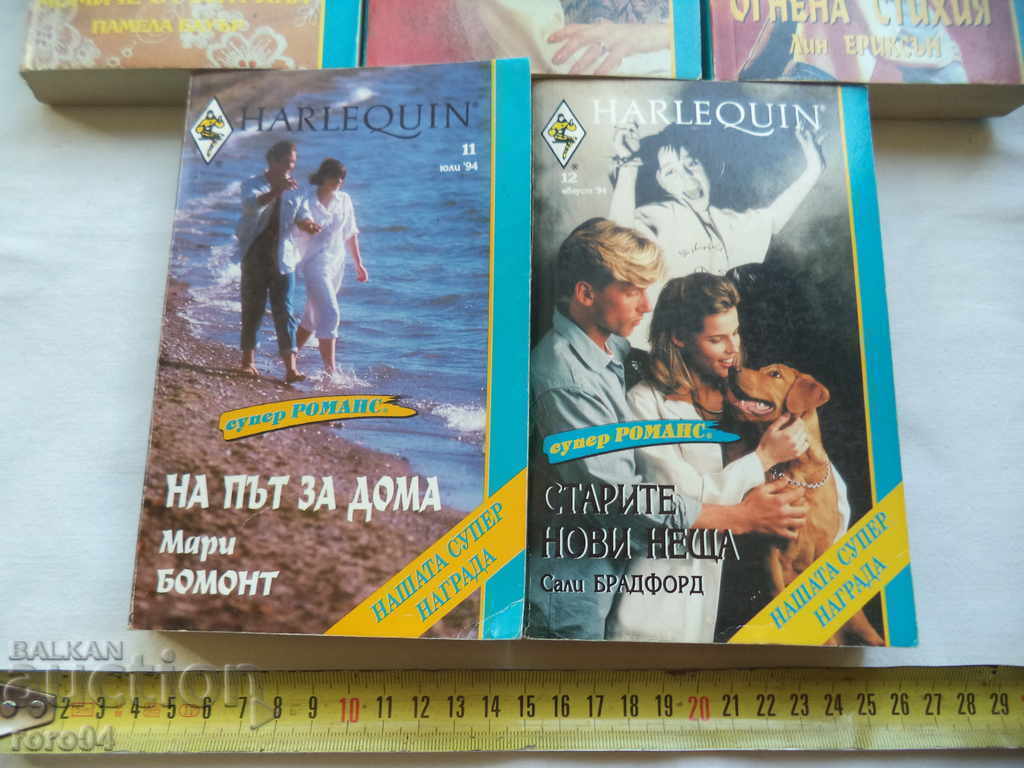 ПАМЕЛА БАУЪР
ОГНЕНА СТИХИЯ
Лин ЕРИКСЪН
HARLEQUIN®
11
юли '94
супер РОМАНС®
НА ПЪТ ЗА ДОМА
Мари
БОМОНТ
НАШАТА СУПЕР
НАГРАДА
HARLEQUIN®
12
август '94
супер РОМАНС®
СТАРИТЕ
НОВИ НЕЩА
Сали БРАДФОРД
НАШАТА СУПЕР
НАГРАДА
BALKAN
auction
roro04
2 3 4 5 6 7 8 9 10 11 12 13 14 15 16 17 18 19 20 21 22 23 24 25 26 27 28 29